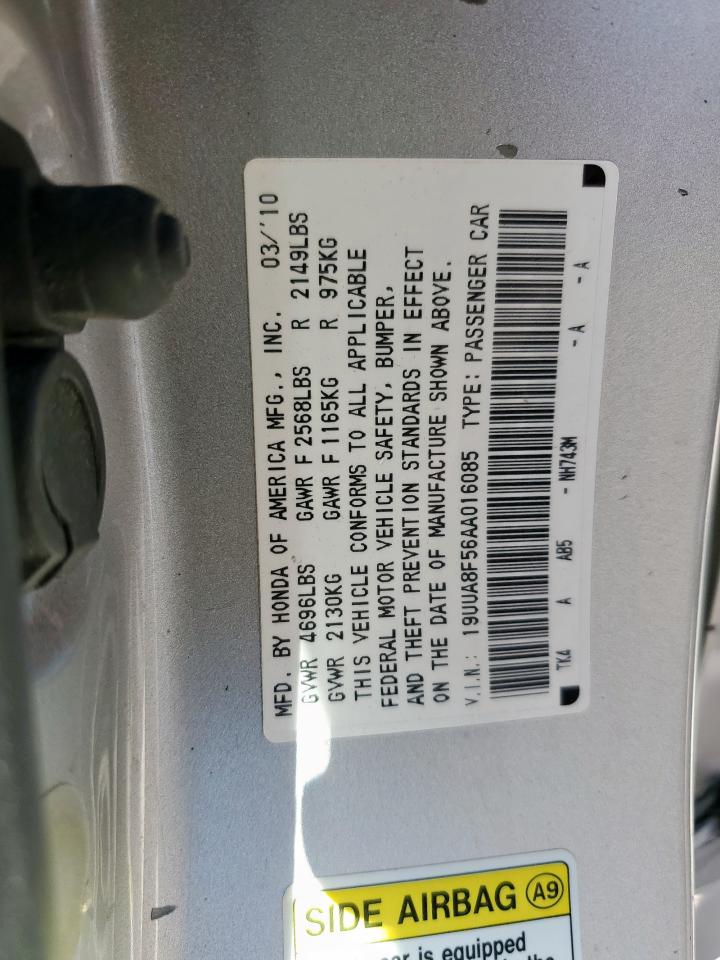 MFD. BY HONDA OF AMERICA MFG., INC. 03/'10
GVWR 4696LBS GAWR F 2568LBS R 2149LBS
GVWR 2130KG GAWR F 1165KG R 975KG
THIS VEHICLE CONFORMS TO ALL APPLICABLE
FEDERAL MOTOR VEHICLE SAFETY, BUMPER,
AND THEFT PREVENTION STANDARDS IN EFFECT
ON THE DATE OF MANUFACTURE SHOWN ABOVE.
V.I.N.: 19UUA8F56AA016085 TYPE: PASSENGER CAR
TK4 A AB5 - NH743M - A - A
SIDE AIRBAG A9
car is equipped
the